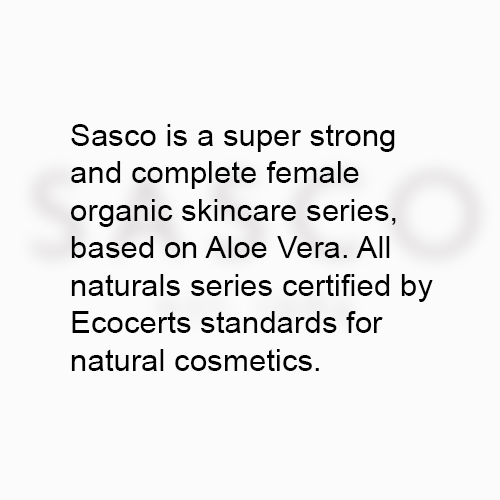 Sasco is a super strong
and complete female
organic skincare series,
based on Aloe Vera. All
naturals series certified by
Ecocerts standards for
natural cosmetics.